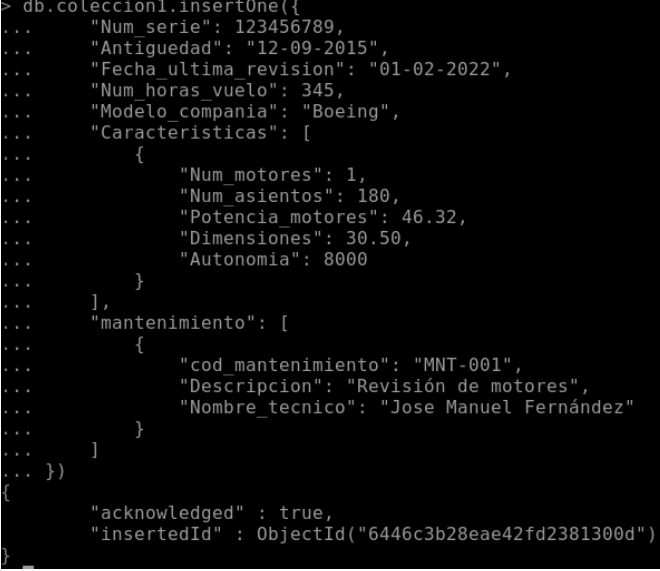 > db.coleccion1.insertOne({
...     "Num_serie": 123456789,
...     "Antiguedad": "12-09-2015",
...     "Fecha_ultima_revision": "01-02-2022",
...     "Num_horas_vuelo": 345,
...     "Modelo_compania": "Boeing",
...     "Caracteristicas": [
...         {
...             "Num_motores": 1,
...             "Num_asientos": 180,
...             "Potencia_motores": 46.32,
...             "Dimensiones": 30.50,
...             "Autonomia": 8000
...         }
...     ],
...     "mantenimiento": [
...         {
...             "cod_mantenimiento": "MNT-001",
...             "Descripcion": "Revisión de motores",
...             "Nombre_tecnico": "Jose Manuel Fernández"
...         }
...     ]
... })
{
        "acknowledged" : true,
        "insertedId" : ObjectId("6446c3b28eae42fd2381300d")
}